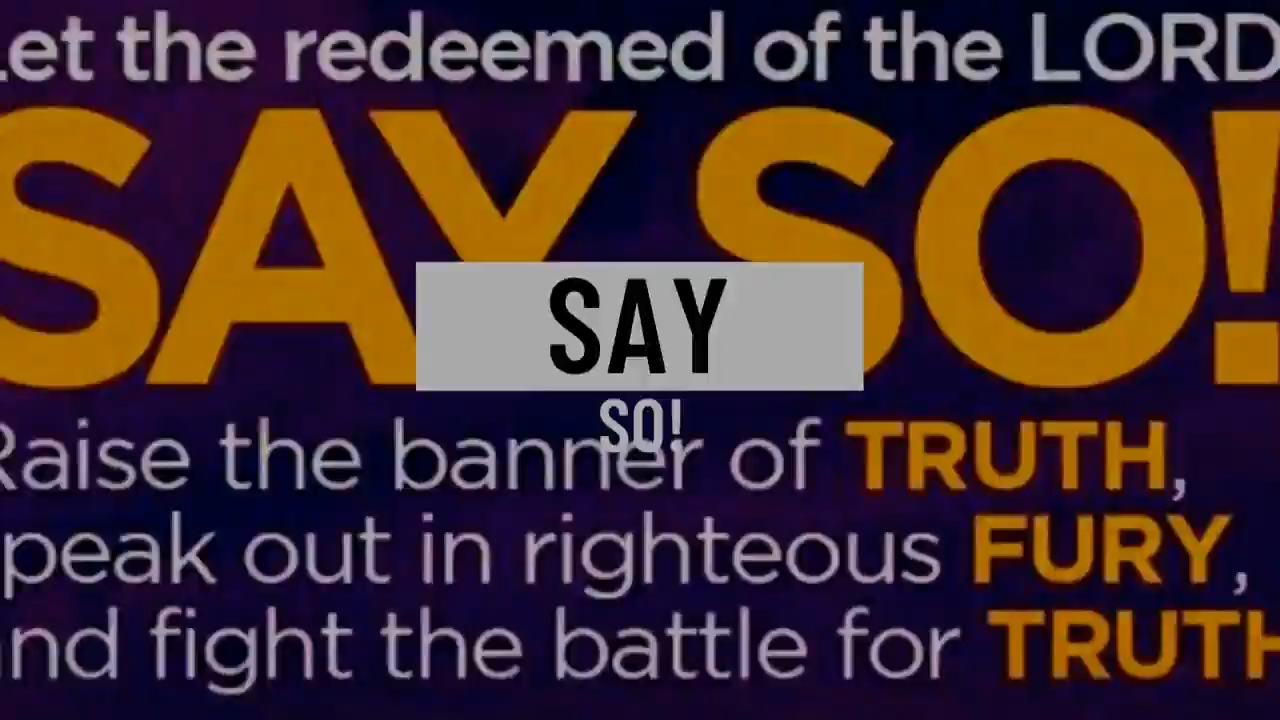 Let the redeemed of the LORD
SAY SO!
SAY
SO!
Raise the banner of TRUTH,
speak out in righteous FURY,
and fight the battle for TRUTH